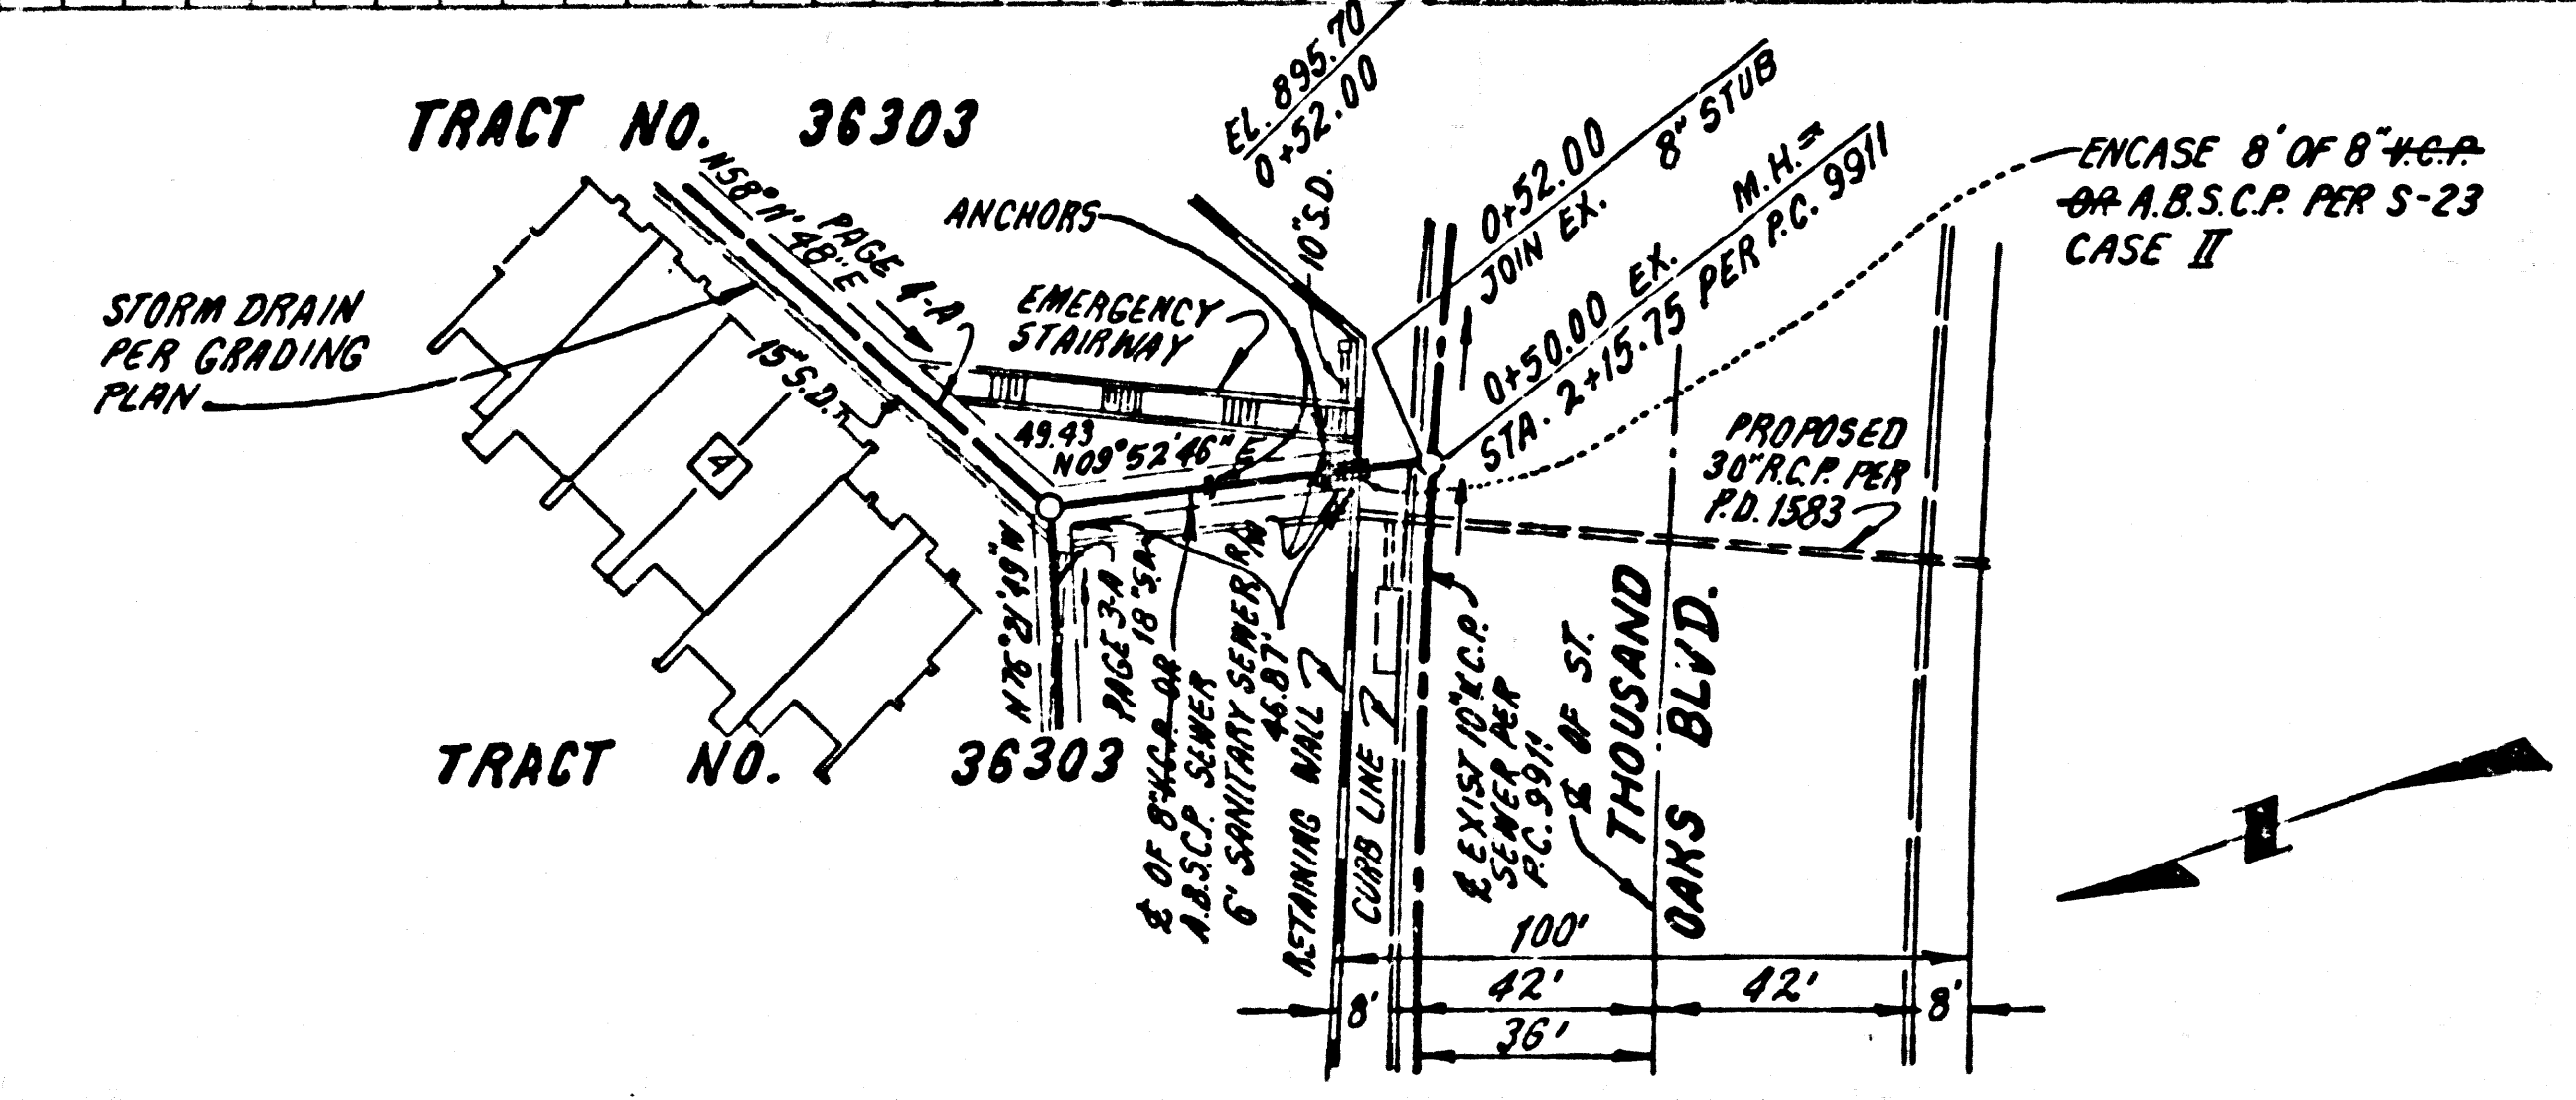 TRACT NO. 36303
N58°11'48"E
PAGE 4-A
STORM DRAIN
PER GRADING
PLAN
15" S.D.
4
ANCHORS
EMERGENCY
STAIRWAY
49.43
N09°52'46"E
EL. 895.70
0+52.00
10" S.D.
0+52.00
JOIN EX. 8" STUB
0+50.00 EX. M.H.=
STA. 2+15.75 PER P.C. 9911
ENCASE 8' OF 8" V.C.P.
OR A.B.S.C.P. PER S-23
CASE II
PROPOSED
30" R.C.P. PER
P.D. 1583
N76°21'49"W
PAGE 3-A
18" S.D.
℄ OF 8" V.C.P. OR
A.B.S.C.P. SEWER
6' SANITARY SEWER R/W
46.87'
RETAINING WALL
CURB LINE
℄ EXIST 10" V.C.P.
SEWER PER
P.C. 9911
℄ OF ST.
THOUSAND
OAKS BLVD.
TRACT NO. 36303
100'
8' 42' 42' 8'
36'
N